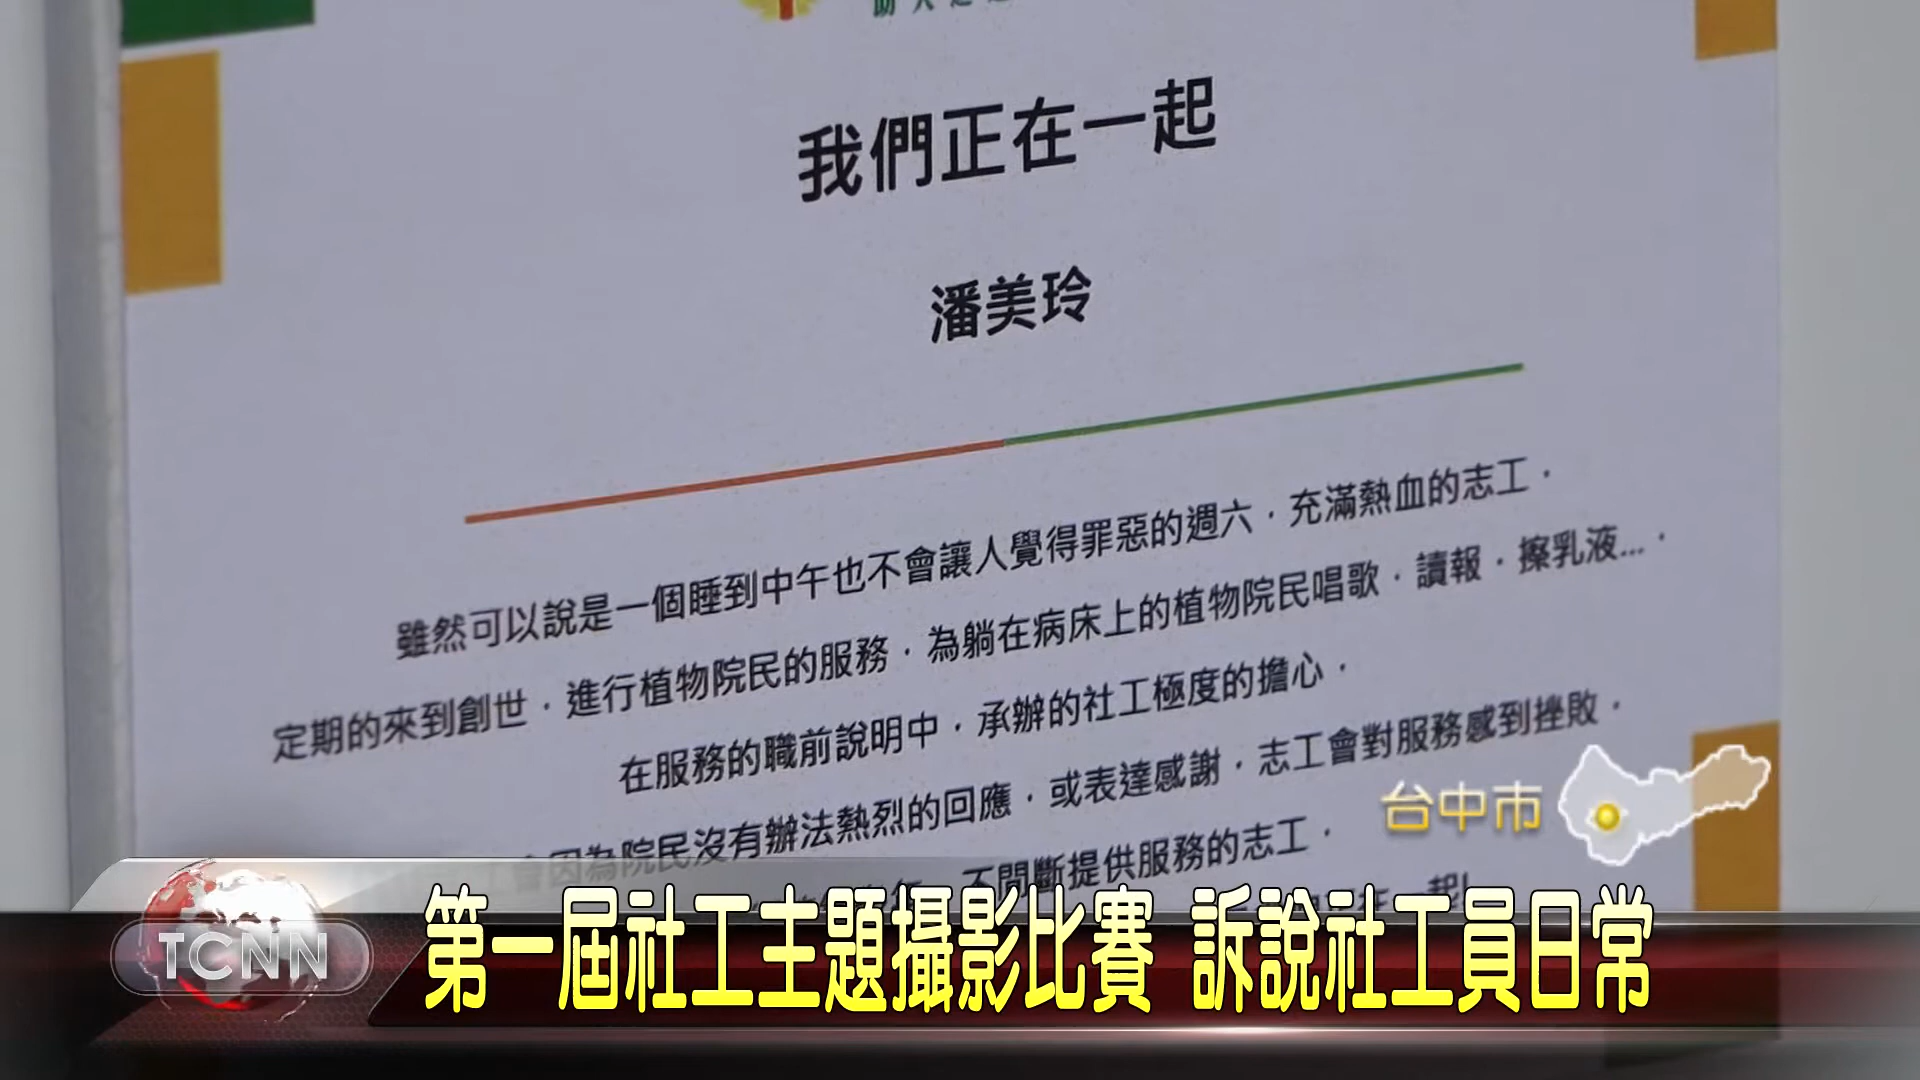 助人之
我們正在一起
潘美玲
雖然可以說是一個睡到中午也不會讓人覺得罪惡的週六，充滿熱血的志工，
定期的來到創世，進行植物院民的服務，為躺在病床上的植物院民唱歌，讀報，擦乳液...，
在服務的職前說明中，承辦的社工極度的擔心，
會因為院民沒有辦法熱烈的回應，或表達感謝，志工會對服務感到挫敗，
不間斷提供服務的志工，
在一起!
台中市
TCNN
第一屆社工主題攝影比賽 訴說社工員日常